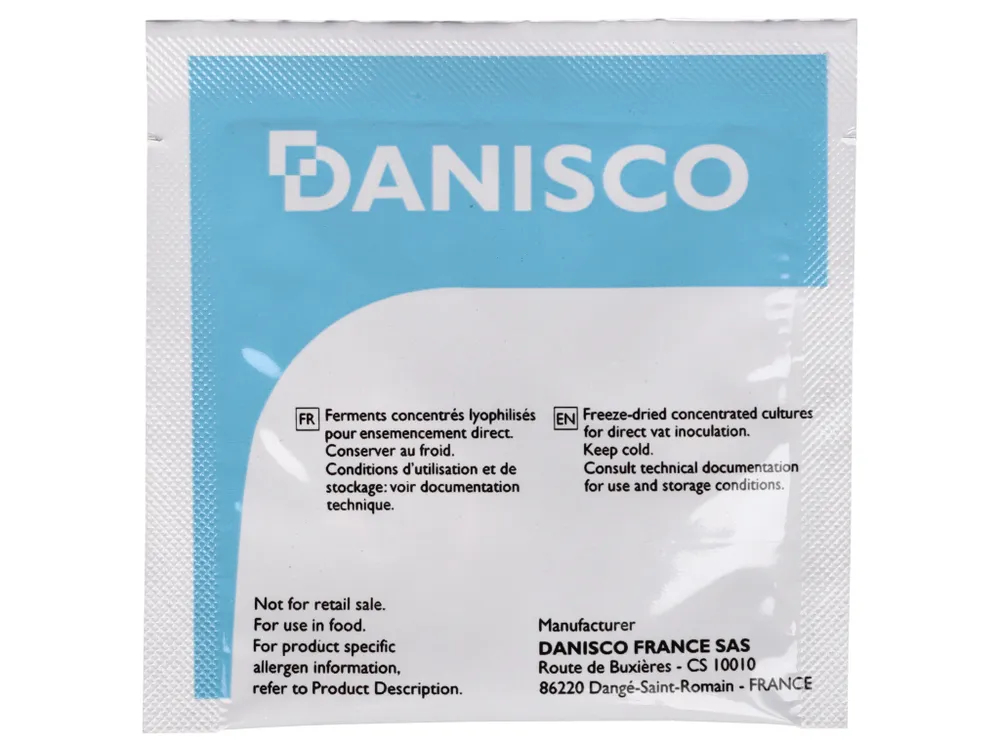 DANISCO
FR
Ferments concentrés lyophilisés
pour ensemencement direct.
Conserver au froid.
Conditions d'utilisation et de
stockage: voir documentation
technique.
EN
Freeze-dried concentrated cultures
for direct vat inoculation.
Keep cold.
Consult technical documentation
for use and storage conditions.
Not for retail sale.
For use in food.
For product specific
allergen information,
refer to Product Description.
Manufacturer
DANISCO FRANCE SAS
Route de Buxières - CS 10010
86220 Dangé-Saint-Romain - FRANCE